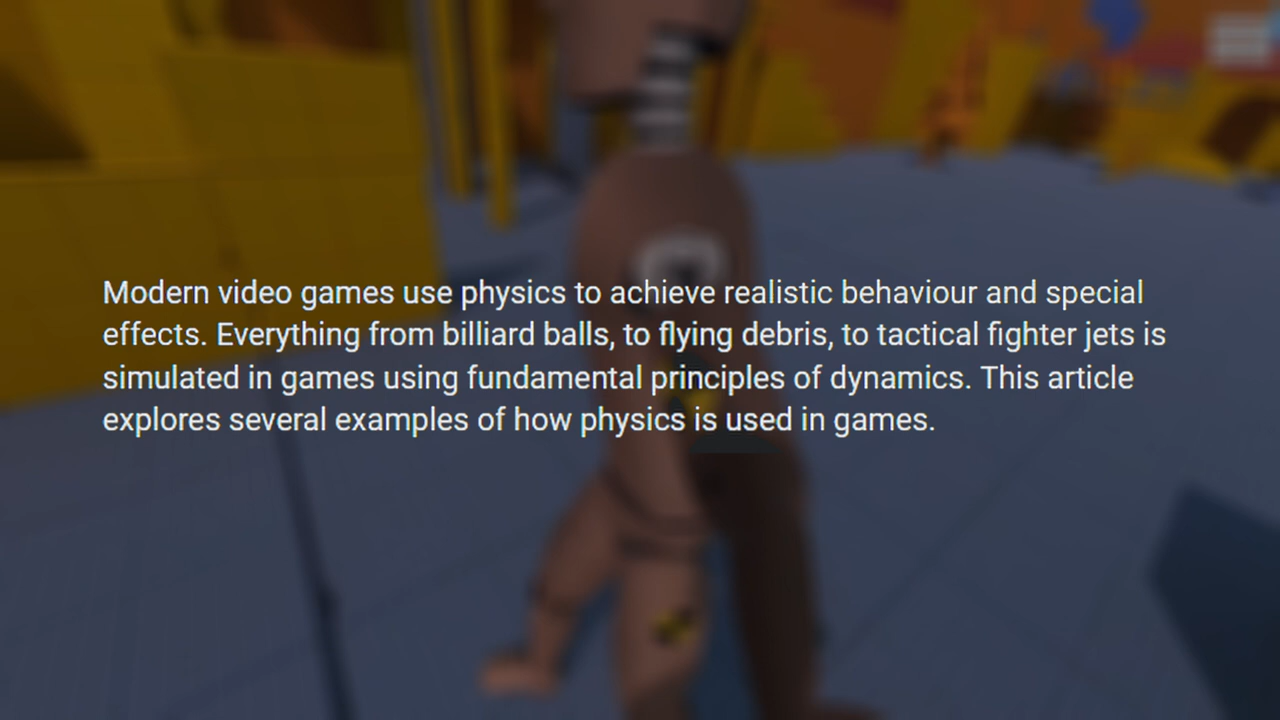 Modern video games use physics to achieve realistic behaviour and special
effects. Everything from billiard balls, to flying debris, to tactical fighter jets is
simulated in games using fundamental principles of dynamics. This article
explores several examples of how physics is used in games.